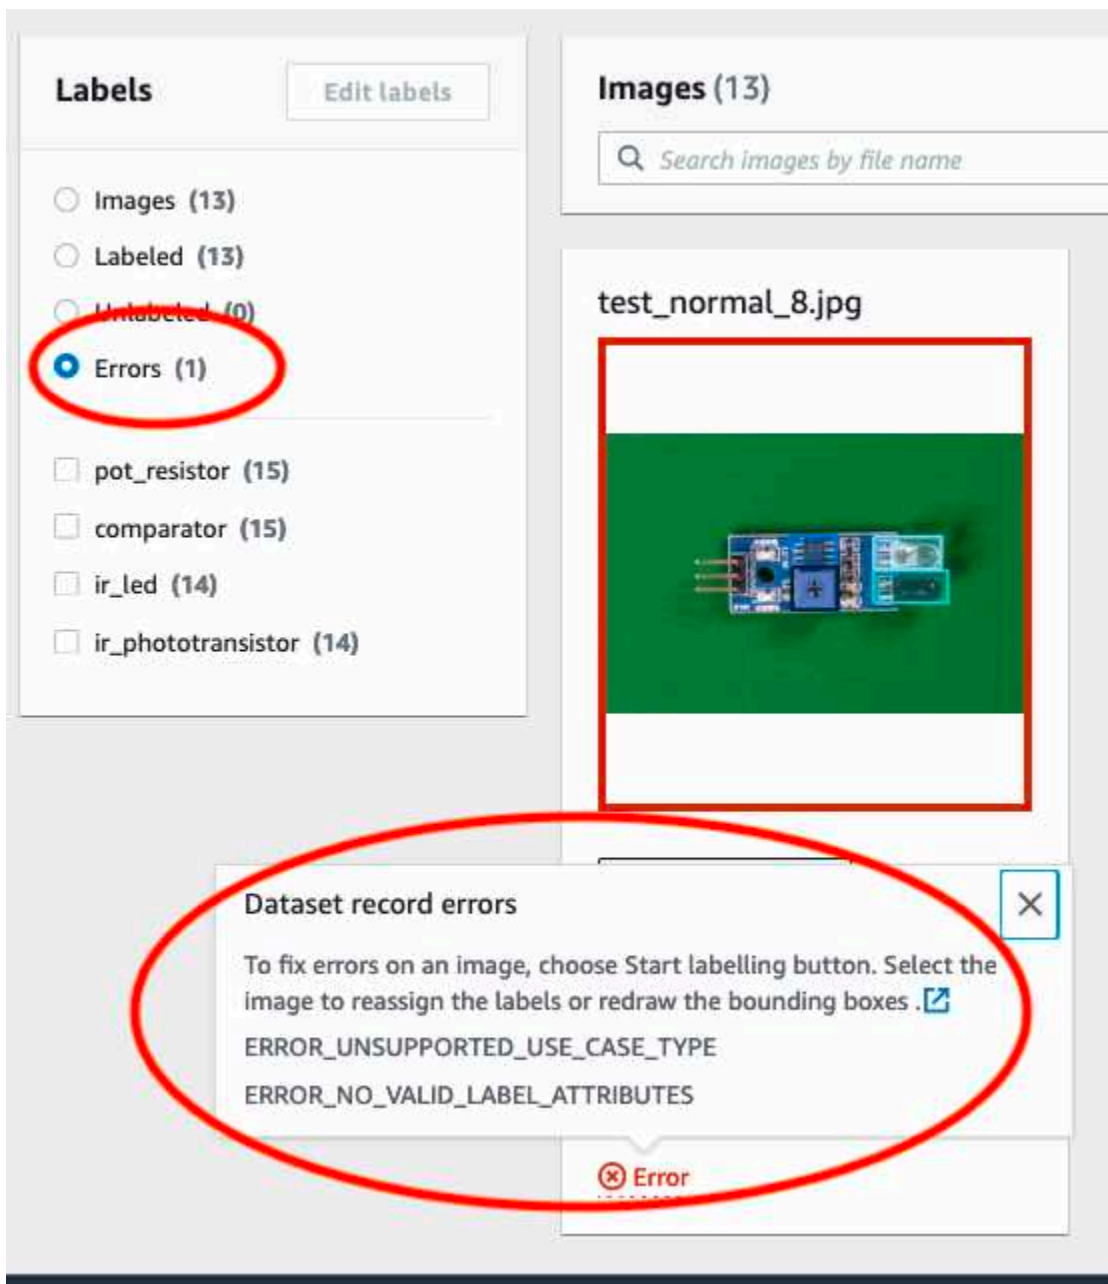 Labels
Edit labels
Images (13)
Labeled (13)
Unlabeled (0)
Errors (1)
pot_resistor (15)
comparator (15)
ir_led (14)
ir_phototransistor (14)
Images (13)
Search images by file name
test_normal_8.jpg
Dataset record errors
To fix errors on an image, choose Start labelling button. Select the
image to reassign the labels or redraw the bounding boxes .
ERROR_UNSUPPORTED_USE_CASE_TYPE
ERROR_NO_VALID_LABEL_ATTRIBUTES
Error